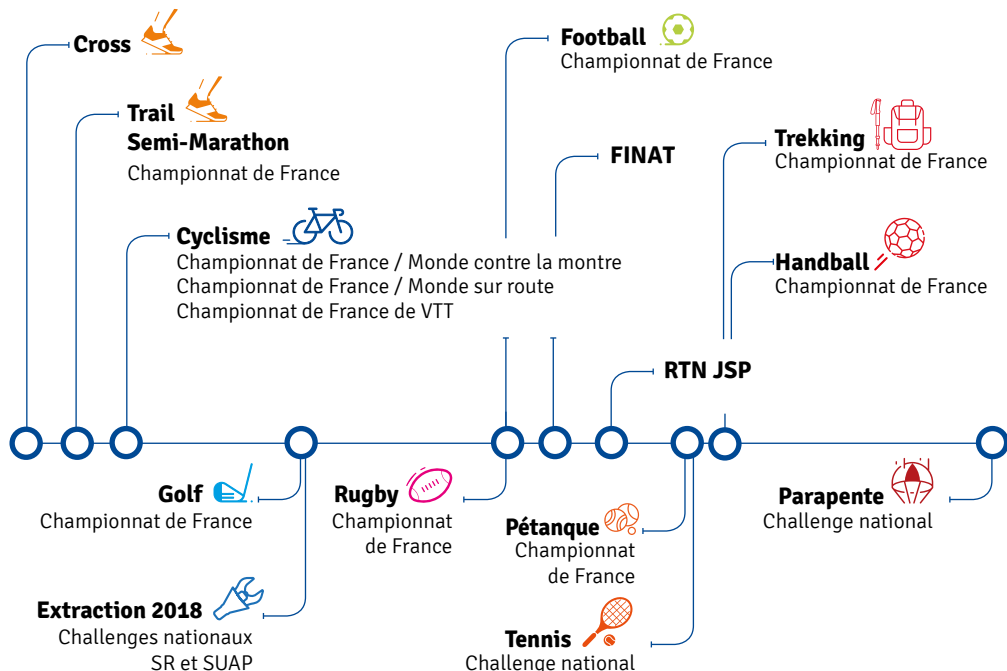 Cross
Trail
Semi-Marathon
Championnat de France
Cyclisme
Championnat de France / Monde contre la montre
Championnat de France / Monde sur route
Championnat de France de VTT
Football
Championnat de France
FINAT
Trekking
Championnat de France
Handball
Championnat de France
RTN JSP
Golf
Championnat de France
Extraction 2018
Challenges nationaux
SR et SUAP
Rugby
Championnat
de France
Pétanque
Championnat
de France
Tennis
Challenge national
Parapente
Challenge national